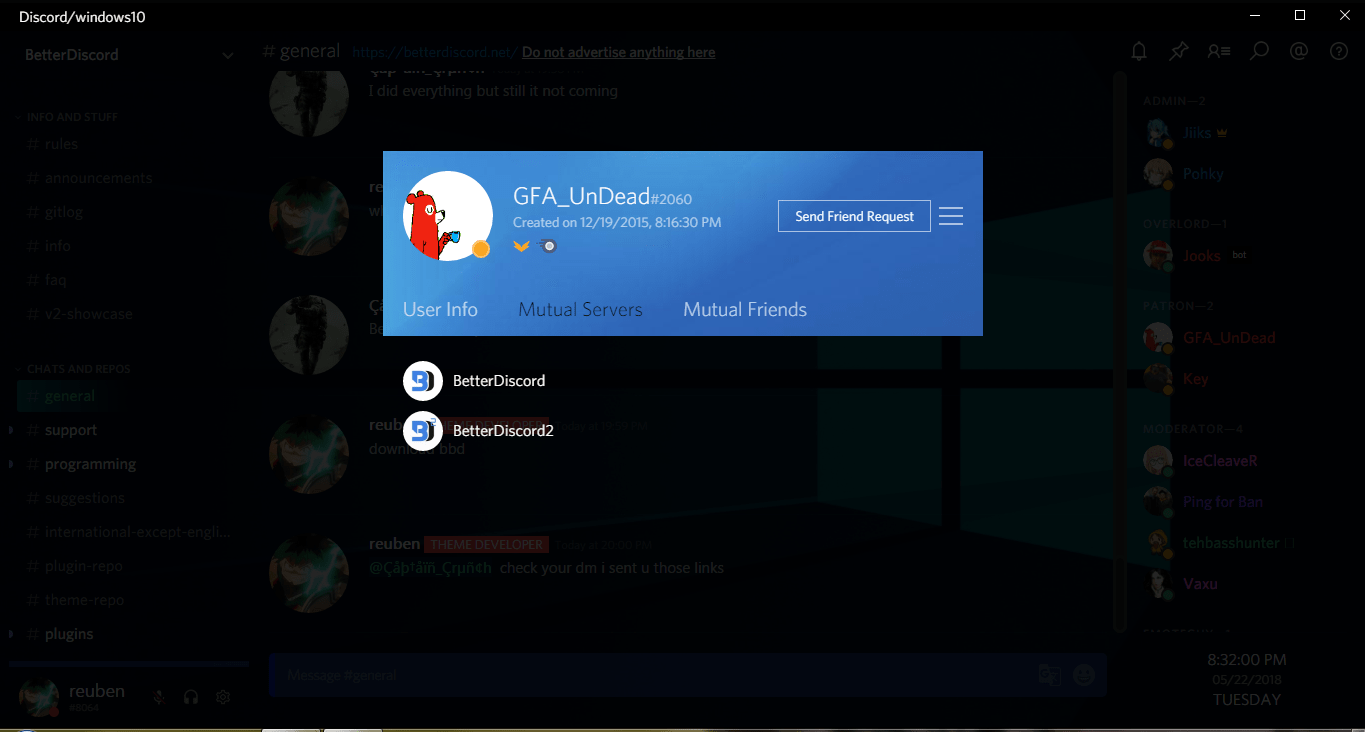 Discord/windows10
BetterDiscord
# general https://betterdiscord.net/ Do not advertise anything here
INFO AND STUFF
# rules
# announcements
# gitlog
# info
# faq
# v2-showcase
CHATS AND REPOS
# general
# support
# programming
# suggestions
# international-except-engli...
# plugin-repo
# theme-repo
# plugins
reuben
#8064
I did everything but still it not coming
GFA_UnDead#2060
Created on 12/19/2015, 8:16:30 PM
Send Friend Request
User Info Mutual Servers Mutual Friends
BetterDiscord
BetterDiscord2
download bbd
reuben THEME DEVELOPER Today at 10:00 PM
check your dm i sent u those links
Message #general
ADMIN—2
Jiiks
Pohky
OVERLORD—1
Jooks bot
PATRON—2
GFA_UnDead
Key
MODERATOR—4
IceCleaveR
Ping for Ban
tehbasshunter
Vaxu
8:32:00 PM
05/22/2018
TUESDAY